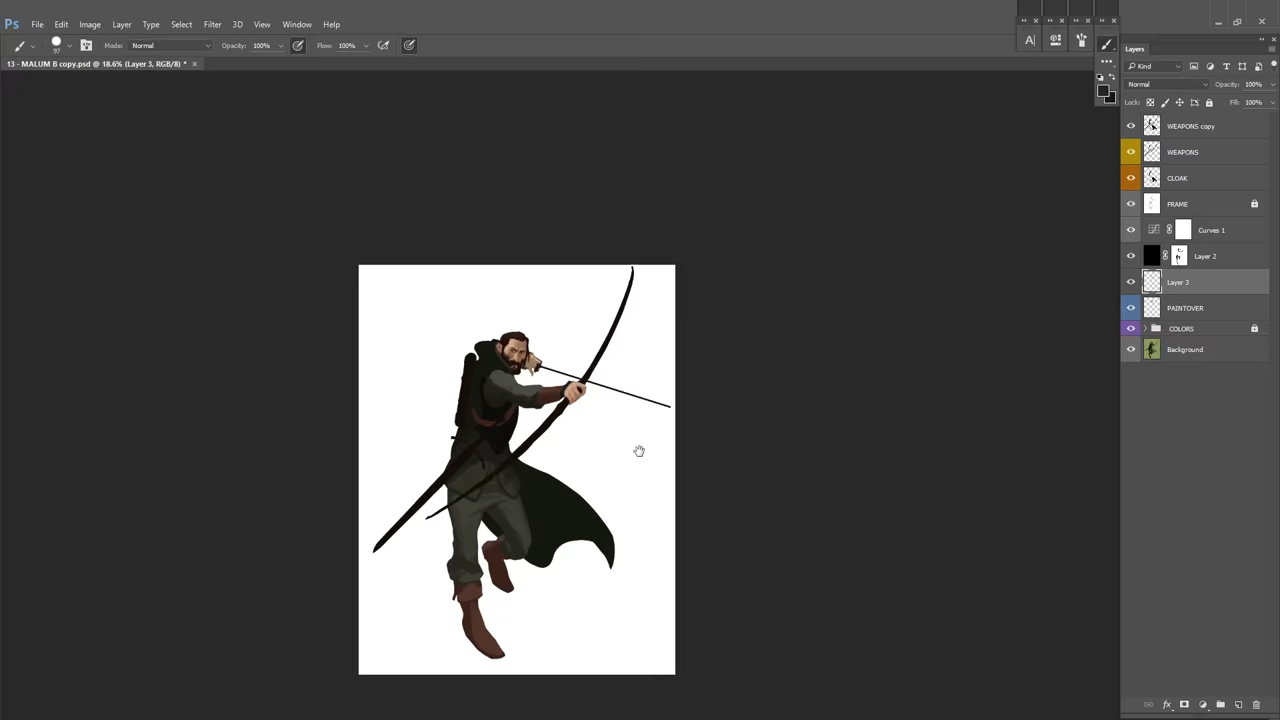 Ps File Edit Image Layer Type Select Filter 3D View Window Help
97 Mode: Normal Opacity: 100% Flow: 100%
13 - MALUM B copy.psd @ 18.6% (Layer 3, RGB/8) * ×
A
Layers
Kind
Normal Opacity: 100%
Lock: Fill: 100%
WEAPONS copy
WEAPONS
CLOAK
FRAME
Curves 1
Layer 2
Layer 3
PAINTOVER
COLORS
Background
fx